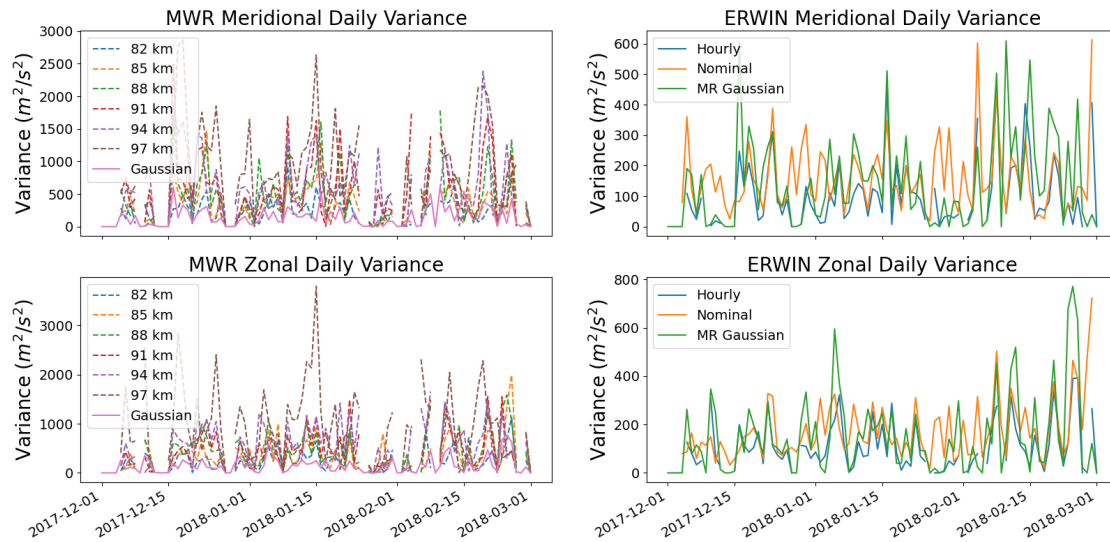 MWR Meridional Daily Variance
Variance (m²/s²)
3000
2500
2000
1500
1000
500
0
82 km
85 km
88 km
91 km
94 km
97 km
Gaussian
ERWIN Meridional Daily Variance
Variance (m²/s²)
600
500
400
300
200
100
0
Hourly
Nominal
MR Gaussian
MWR Zonal Daily Variance
Variance (m²/s²)
3000
2000
1000
0
82 km
85 km
88 km
91 km
94 km
97 km
Gaussian
2017-12-01
2017-12-15
2018-01-01
2018-01-15
2018-02-01
2018-02-15
2018-03-01
ERWIN Zonal Daily Variance
Variance (m²/s²)
800
600
400
200
0
Hourly
Nominal
MR Gaussian
2017-12-01
2017-12-15
2018-01-01
2018-01-15
2018-02-01
2018-02-15
2018-03-01